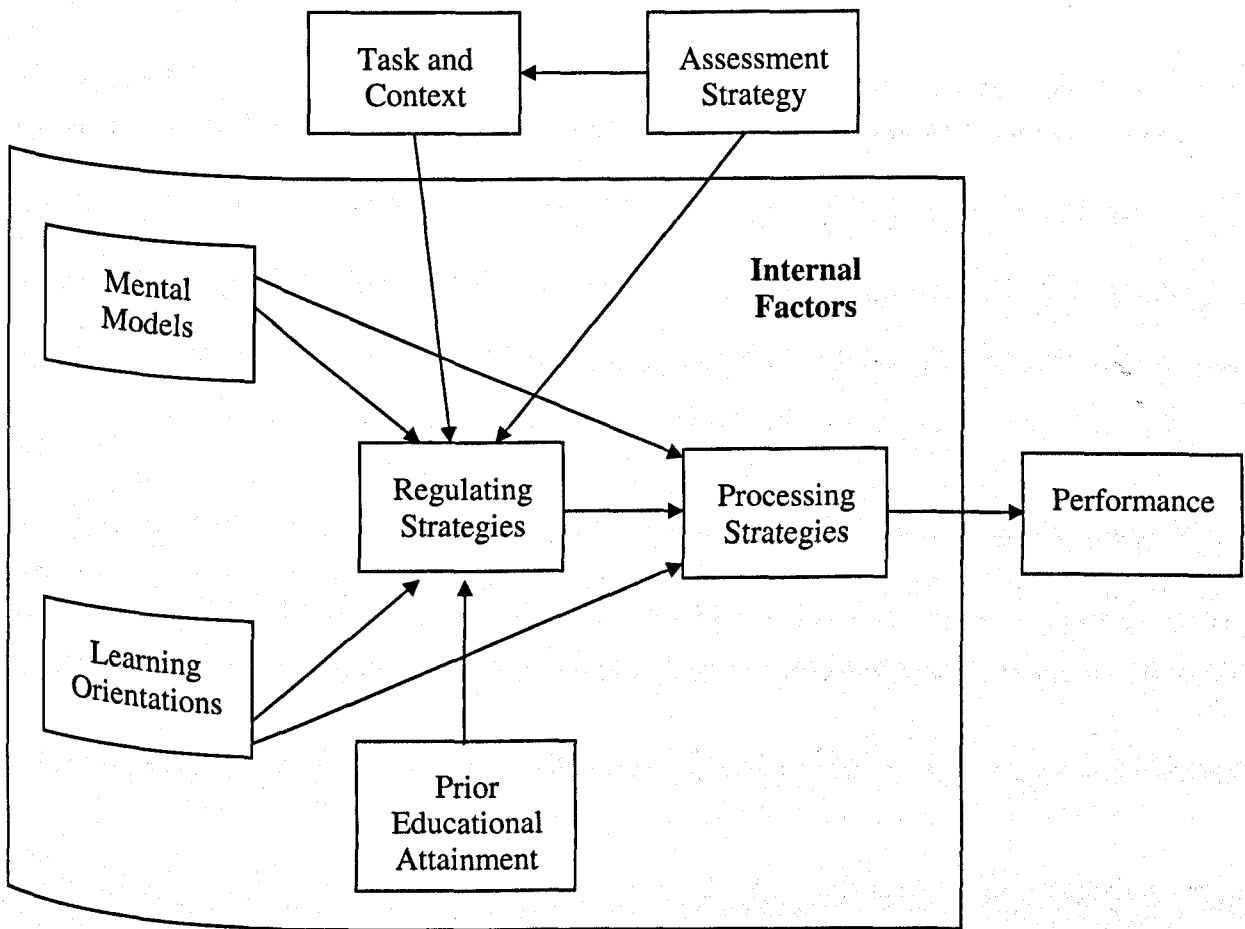 Task and
Context
Assessment
Strategy
Internal
Factors
Mental
Models
Regulating
Strategies
Processing
Strategies
Performance
Learning
Orientations
Prior
Educational
Attainment